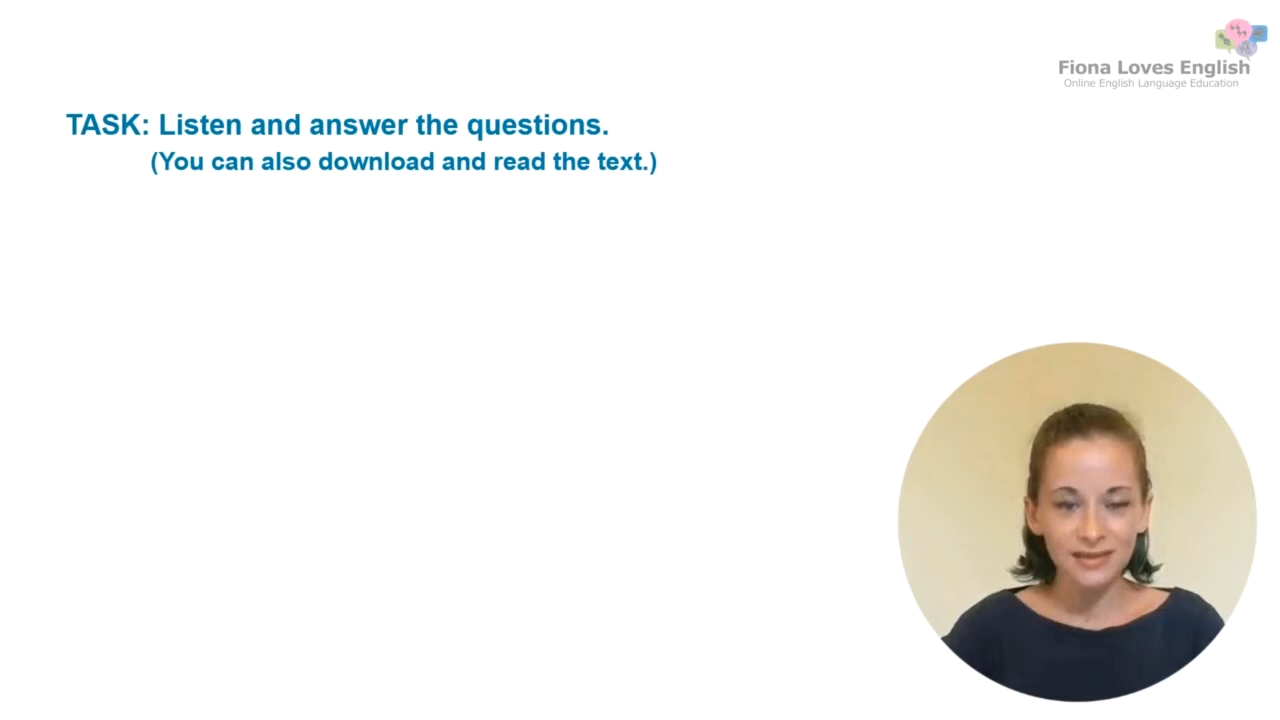 Fiona Loves English
Online English Language Education
TASK: Listen and answer the questions.
(You can also download and read the text.)